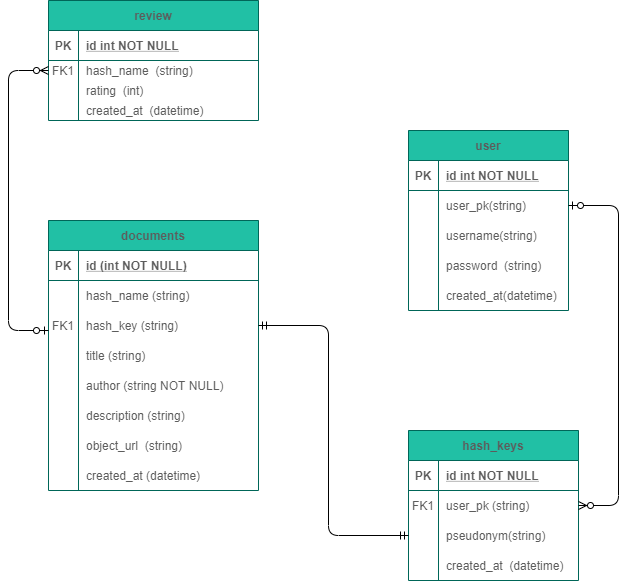 review
PK id int NOT NULL
FK1 hash_name (string)
rating (int)
created_at (datetime)
user
PK id int NOT NULL
user_pk(string)
username(string)
password (string)
created_at(datetime)
documents
PK id (int NOT NULL)
hash_name (string)
FK1 hash_key (string)
title (string)
author (string NOT NULL)
description (string)
object_url (string)
created_at (datetime)
hash_keys
PK id int NOT NULL
FK1 user_pk (string)
pseudonym(string)
created_at (datetime)